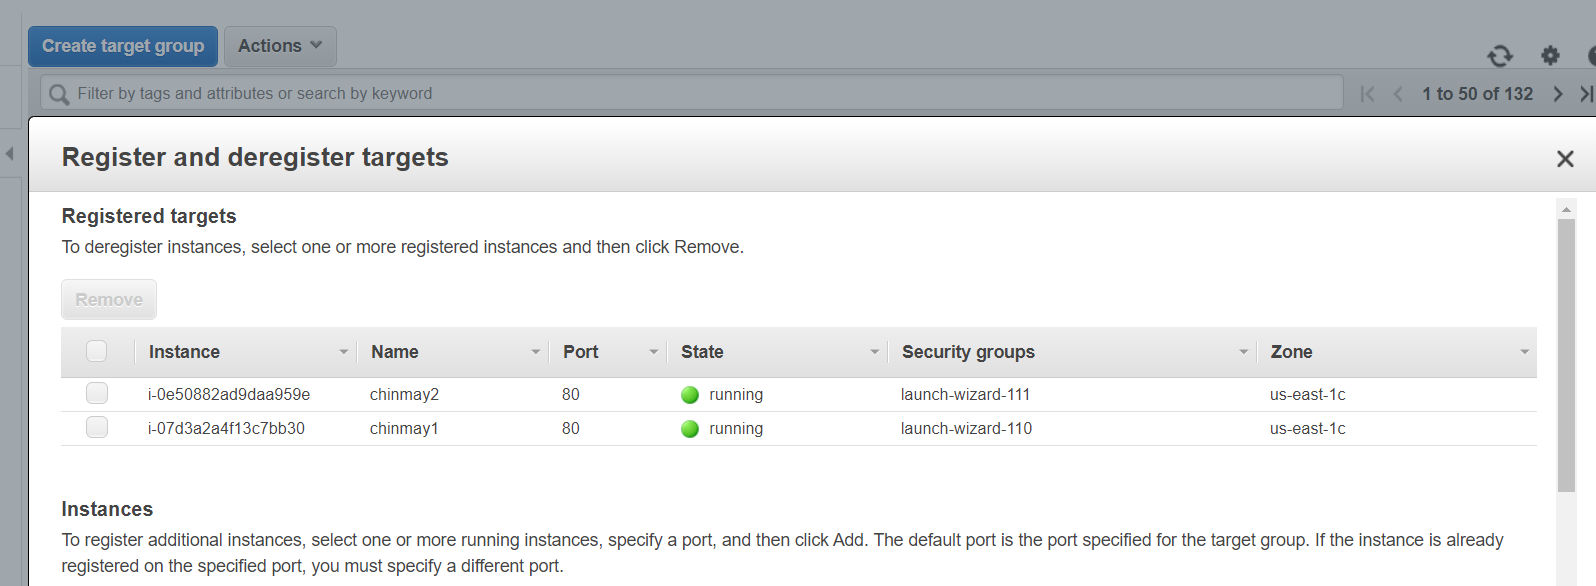 Create target group Actions
Filter by tags and attributes or search by keyword 1 to 50 of 132
Register and deregister targets
Registered targets
To deregister instances, select one or more registered instances and then click Remove.
Remove
Instance Name Port State Security groups Zone
i-0e50882ad9daa959e chinmay2 80 running launch-wizard-111 us-east-1c
i-07d3a2a4f13c7bb30 chinmay1 80 running launch-wizard-110 us-east-1c
Instances
To register additional instances, select one or more running instances, specify a port, and then click Add. The default port is the port specified for the target group. If the instance is already
registered on the specified port, you must specify a different port.